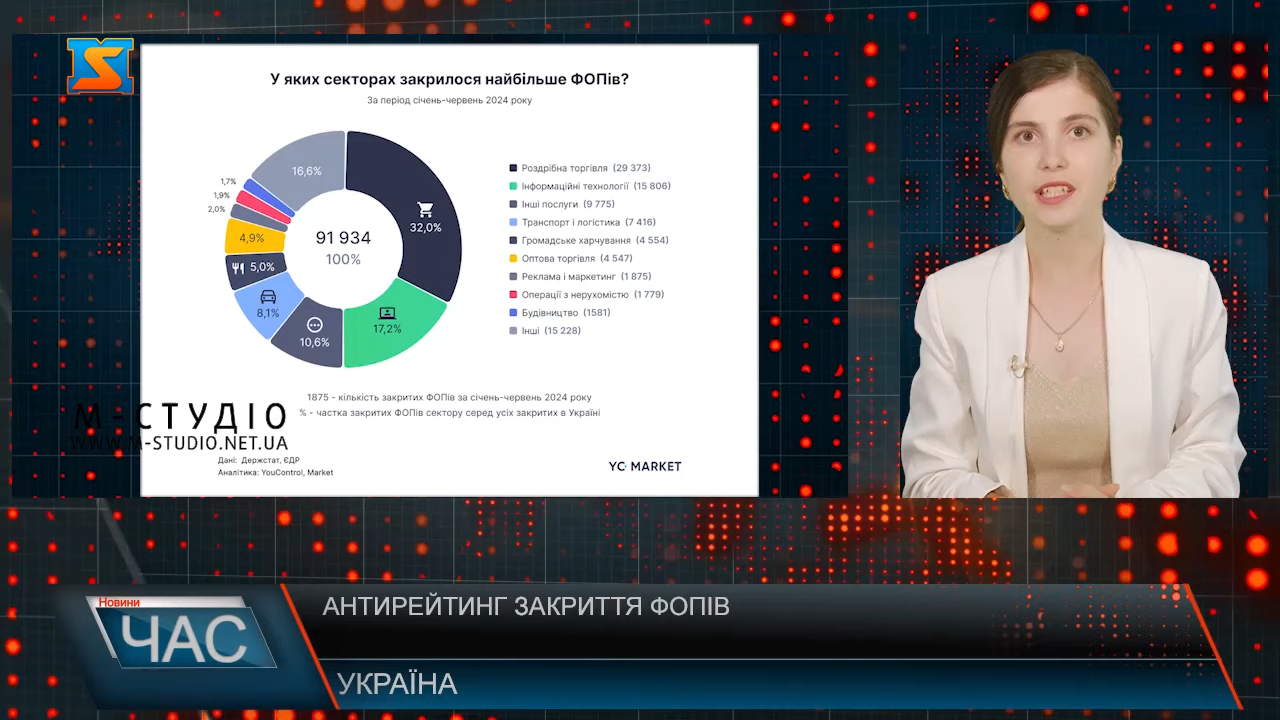 У яких секторах закрилося найбільше ФОПів?
За період січень-червень 2024 року
16,6%
1,7%
1,9%
2,0%
4,9%
5,0%
8,1%
10,6%
17,2%
32,0%
91 934
100%
Роздрібна торгівля (29 373)
Інформаційні технології (15 806)
Інші послуги (9 775)
Транспорт і логістика (7 416)
Громадське харчування (4 554)
Оптова торгівля (4 547)
Реклама і маркетинг (1 875)
Операції з нерухомістю (1 779)
Будівництво (1581)
Інші (15 228)
1875 - кількість закритих ФОПів за січень-червень 2024 року
% - частка закритих ФОПів сектору серед усіх закритих в Україні
М-СТУДІО
WWW.M-STUDIO.NET.UA
Дані: Держстат, ЄДР
Аналітика: YouControl, Market
YC MARKET
Новини
ЧАС
АНТИРЕЙТИНГ ЗАКРИТТЯ ФОПІВ
УКРАЇНА